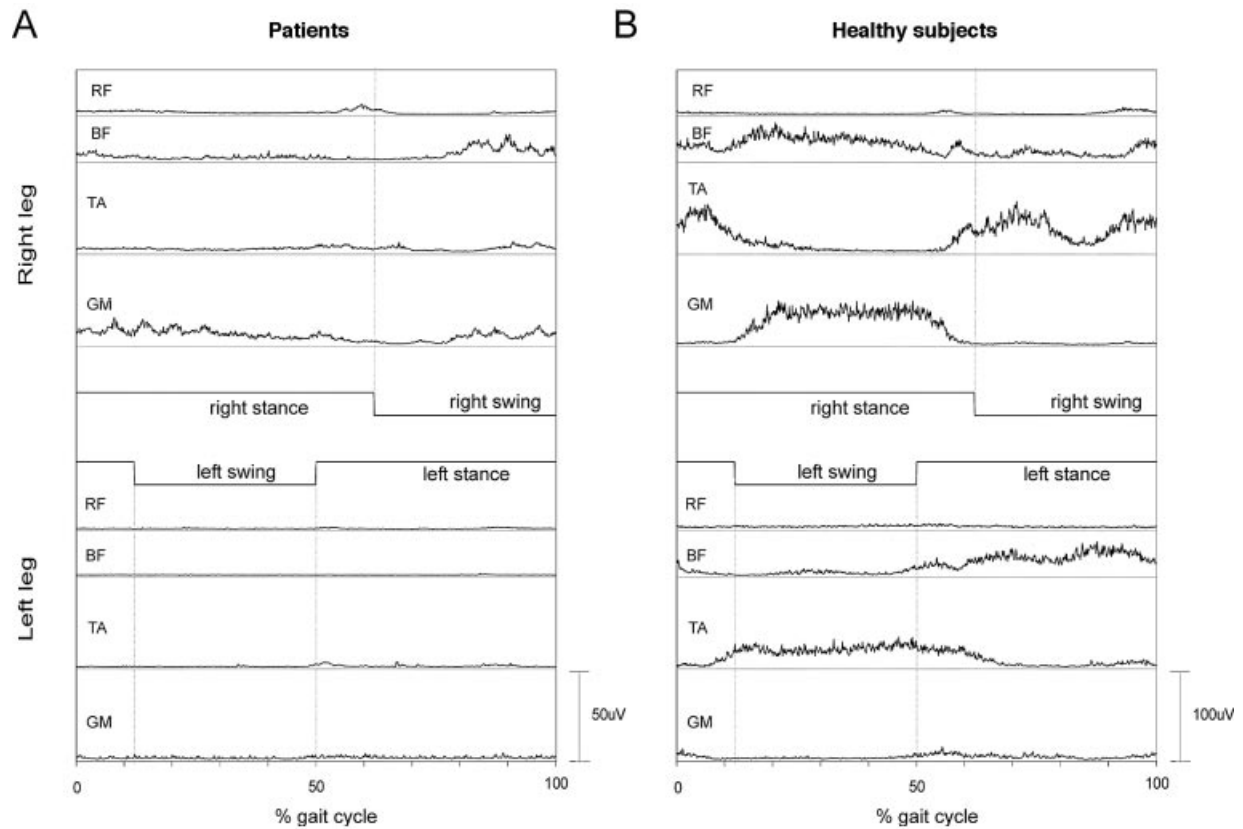 A
Patients
B
Healthy subjects
Right leg
RF
BF
TA
GM
right stance
right swing
left swing
left stance
Left leg
RF
BF
TA
GM
50uV
0
50
100
% gait cycle
RF
BF
TA
GM
right stance
right swing
left swing
left stance
RF
BF
TA
GM
100uV
0
50
100
% gait cycle